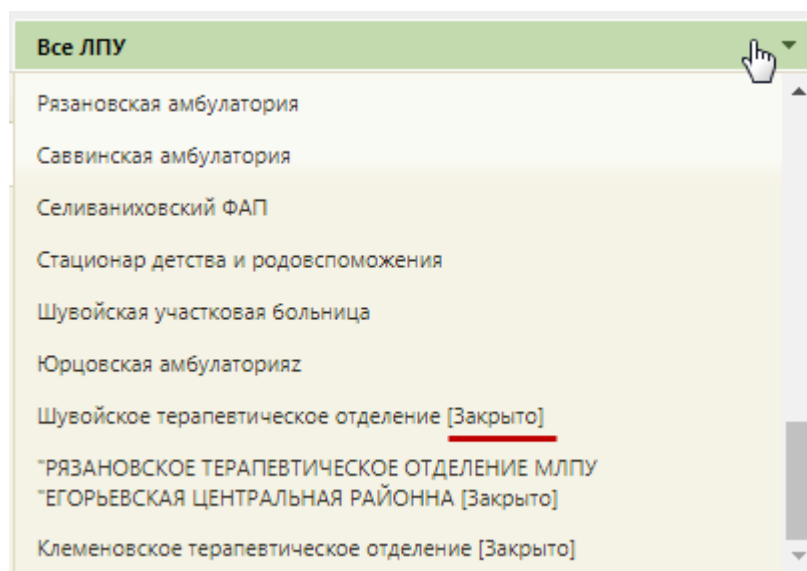 Все ЛПУ
Рязановская амбулатория
Саввинская амбулатория
Селиваниховский ФАП
Стационар детства и родовспоможения
Шувойская участковая больница
Юрцовская амбулаторияz
Шувойское терапевтическое отделение [Закрыто]
"РЯЗАНОВСКОЕ ТЕРАПЕВТИЧЕСКОЕ ОТДЕЛЕНИЕ МЛПУ
"ЕГОРЬЕВСКАЯ ЦЕНТРАЛЬНАЯ РАЙОННА [Закрыто]
Клеменовское терапевтическое отделение [Закрыто]